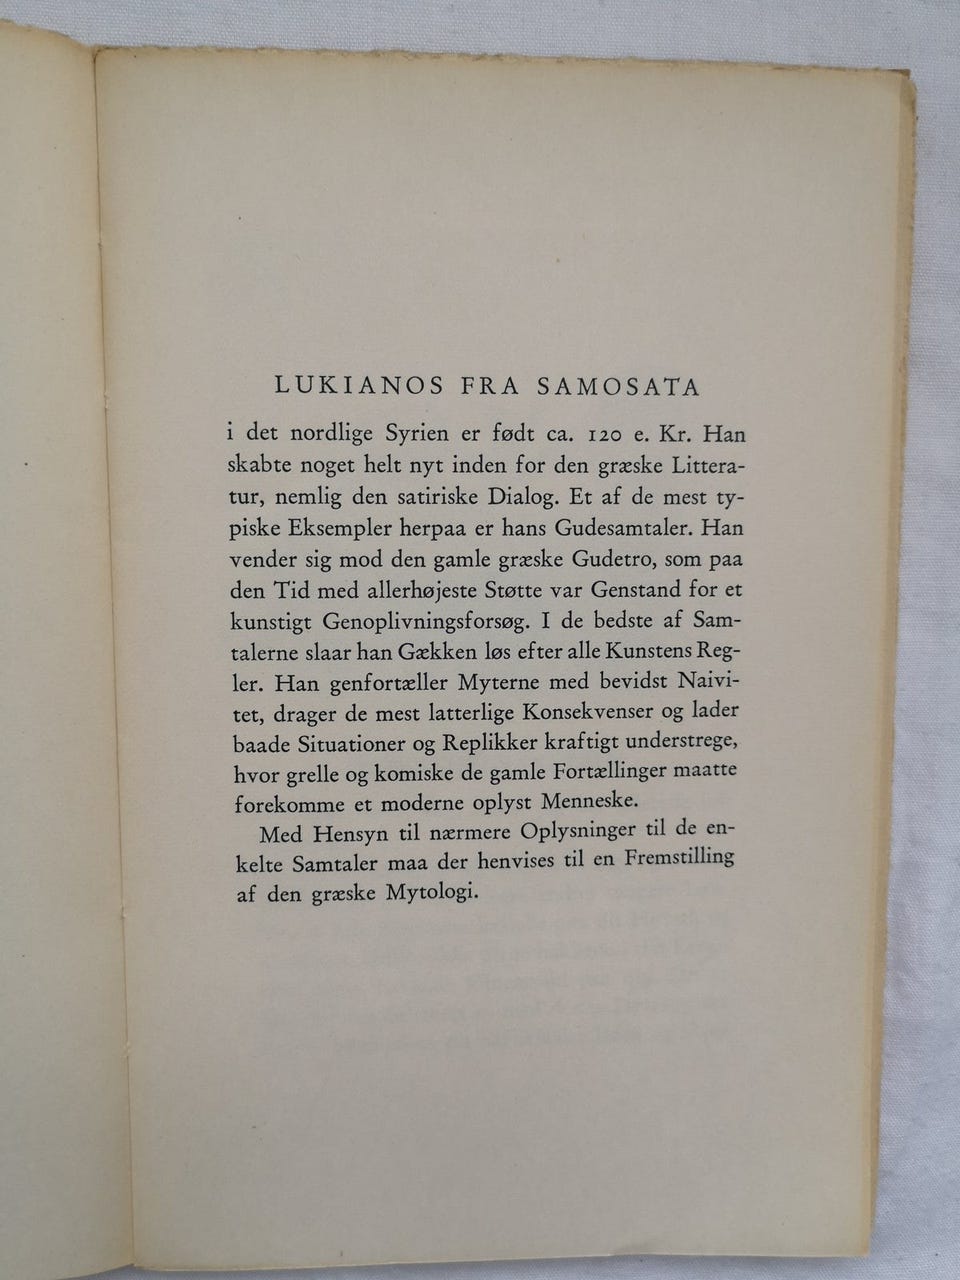 LUKIANOS FRA SAMOSATA
i det nordlige Syrien er født ca. 120 e. Kr. Han
skabte noget helt nyt inden for den græske Littera-
tur, nemlig den satiriske Dialog. Et af de mest ty-
piske Eksempler herpaa er hans Gudesamtaler. Han
vender sig mod den gamle græske Gudetro, som paa
den Tid med allerhøjeste Støtte var Genstand for et
kunstigt Genoplivningsforsøg. I de bedste af Sam-
talerne slaar han Gækken løs efter alle Kunstens Reg-
ler. Han genfortæller Myterne med bevidst Naivi-
tet, drager de mest latterlige Konsekvenser og lader
baade Situationer og Replikker kraftigt understrege,
hvor grelle og komiske de gamle Fortællinger maatte
forekomme et moderne oplyst Menneske.
Med Hensyn til nærmere Oplysninger til de en-
kelte Samtaler maa der henvises til en Fremstilling
af den græske Mytologi.